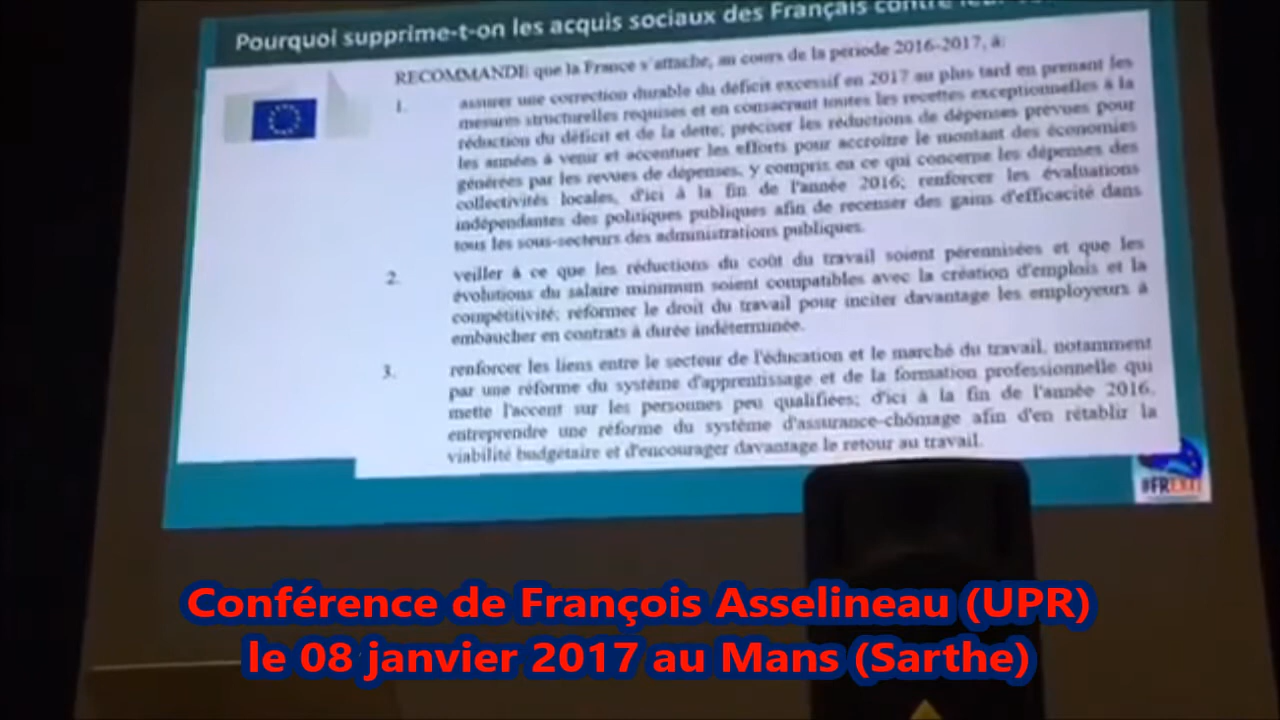 Pourquoi supprime-t-on les acquis sociaux des Français contre
RECOMMANDE que la France s'attache, au cours de la période 2016-2017, à:
1. assurer une correction durable du déficit excessif en 2017 au plus tard en prenant les
mesures structurelles requises et en consacrant toutes les recettes exceptionnelles à la
réduction du déficit et de la dette; préciser les réductions de dépenses prévues pour
les années à venir et accentuer les efforts pour accroître le montant des économies
générées par les revues de dépenses, y compris en ce qui concerne les dépenses des
collectivités locales, d'ici à la fin de l'année 2016; renforcer les évaluations
indépendantes des politiques publiques afin de recenser des gains d'efficacité dans
tous les sous-secteurs des administrations publiques.
2. veiller à ce que les réductions du coût du travail soient pérennisées et que les
évolutions du salaire minimum soient compatibles avec la création d'emplois et la
compétitivité; réformer le droit du travail pour inciter davantage les employeurs à
embaucher en contrats à durée indéterminée.
3. renforcer les liens entre le secteur de l'éducation et le marché du travail, notamment
par une réforme du système d'apprentissage et de la formation professionnelle qui
mette l'accent sur les personnes peu qualifiées; d'ici à la fin de l'année 2016,
entreprendre une réforme du système d'assurance-chômage afin d'en rétablir la
viabilité budgétaire et d'encourager davantage le retour au travail.
#FREXIT
Conférence de François Asselineau (UPR)
le 08 janvier 2017 au Mans (Sarthe)